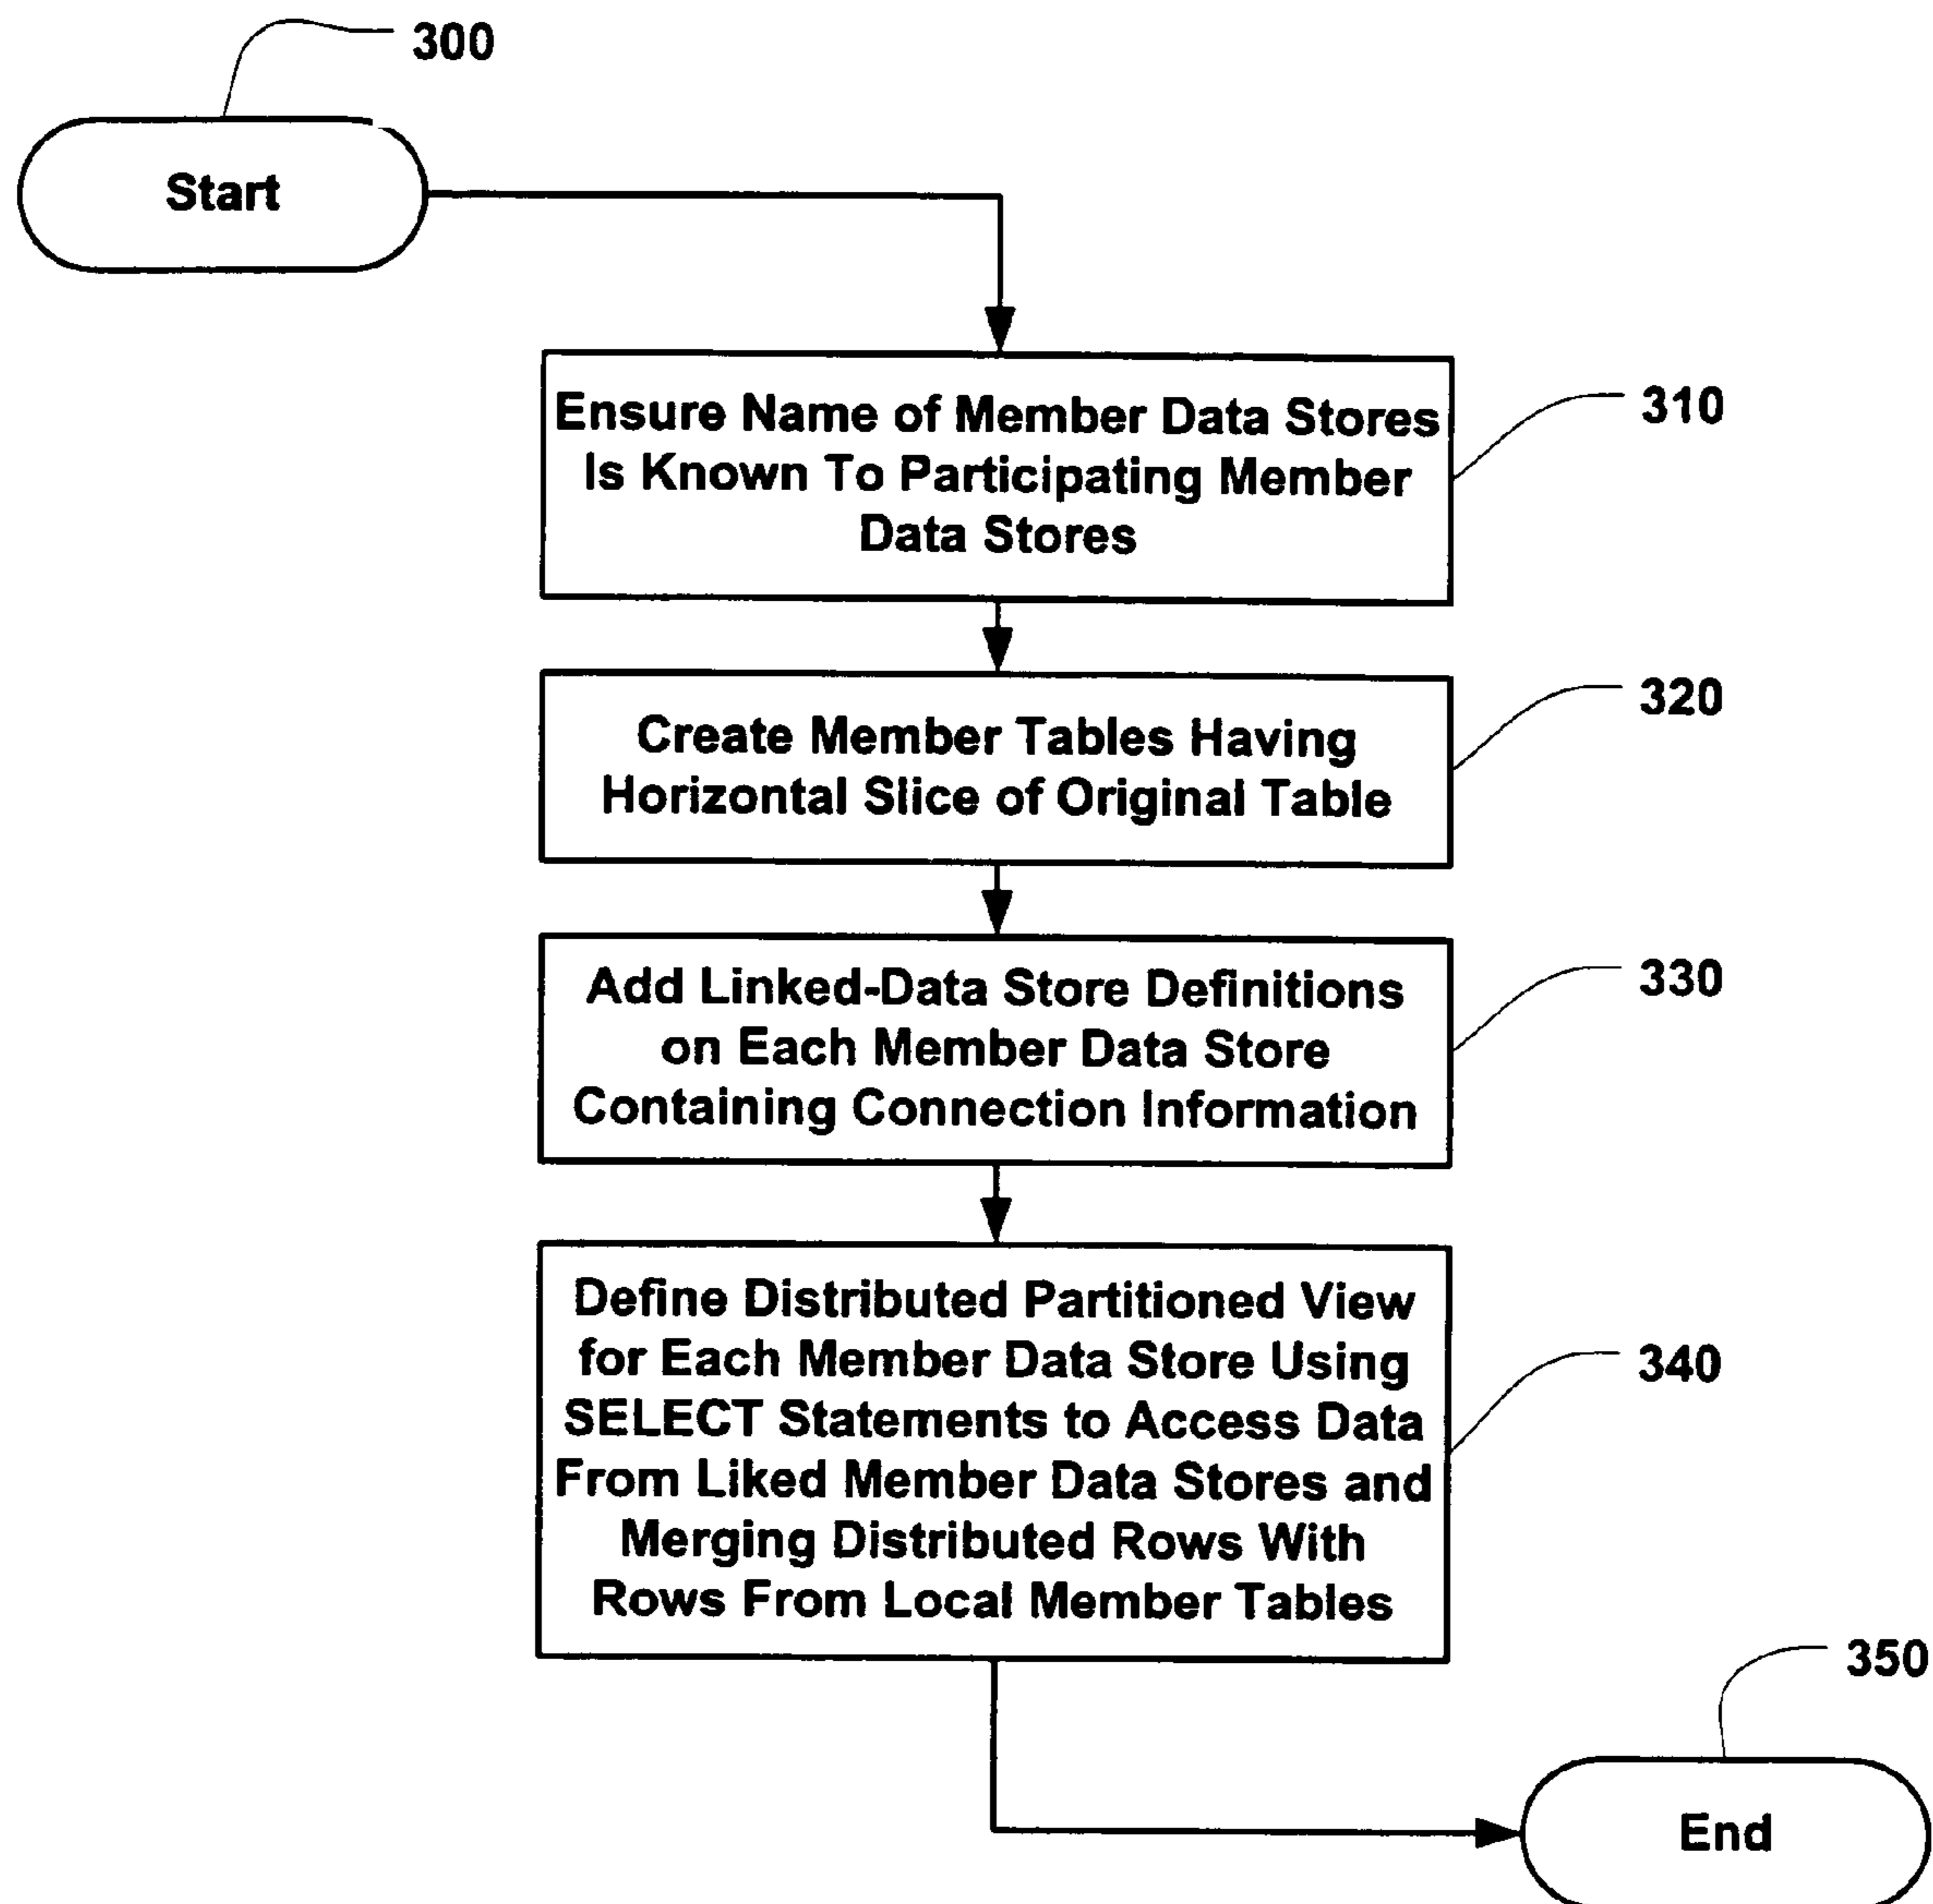 300
Start
Ensure Name of Member Data Stores
Is Known To Participating Member
Data Stores
310
Create Member Tables Having
Horizontal Slice of Original Table
320
Add Linked-Data Store Definitions
on Each Member Data Store
Containing Connection Information
330
Define Distributed Partitioned View
for Each Member Data Store Using
SELECT Statements to Access Data
From Liked Member Data Stores and
Merging Distributed Rows With
Rows From Local Member Tables
340
350
End